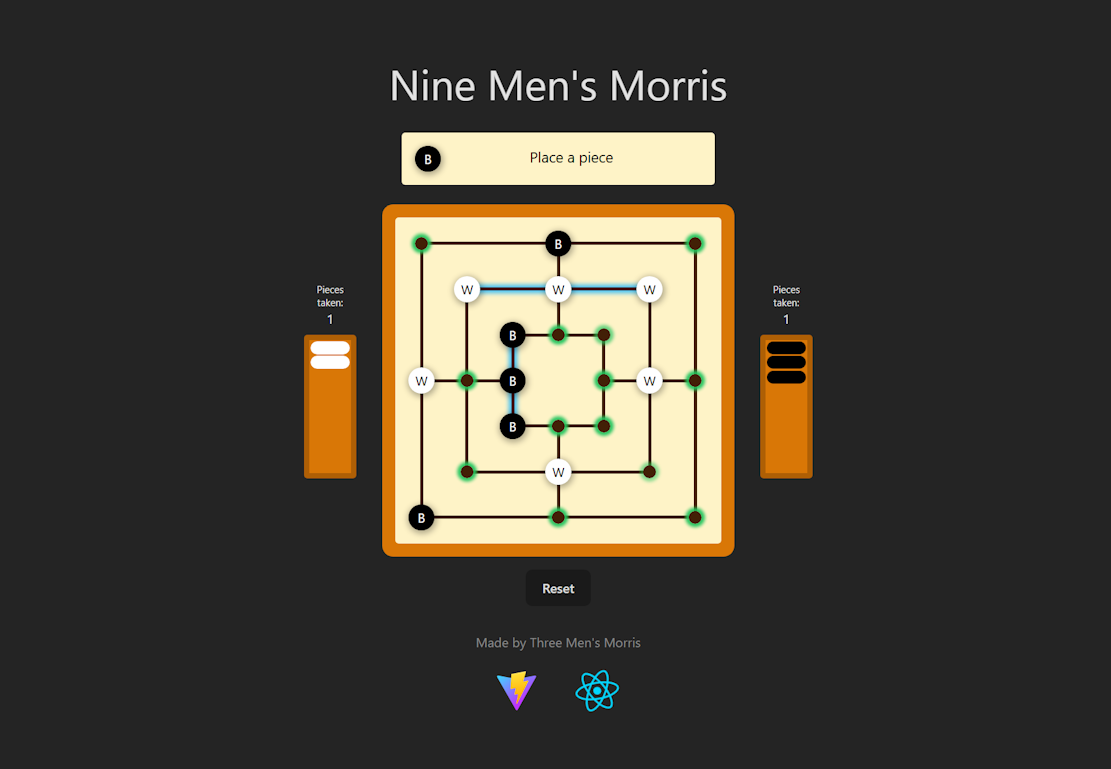 Nine Men's Morris
B
Place a piece
B
Pieces
taken:
1
Pieces
taken:
1
W W W
B
W B W
B
W
B
Reset
Made by Three Men's Morris